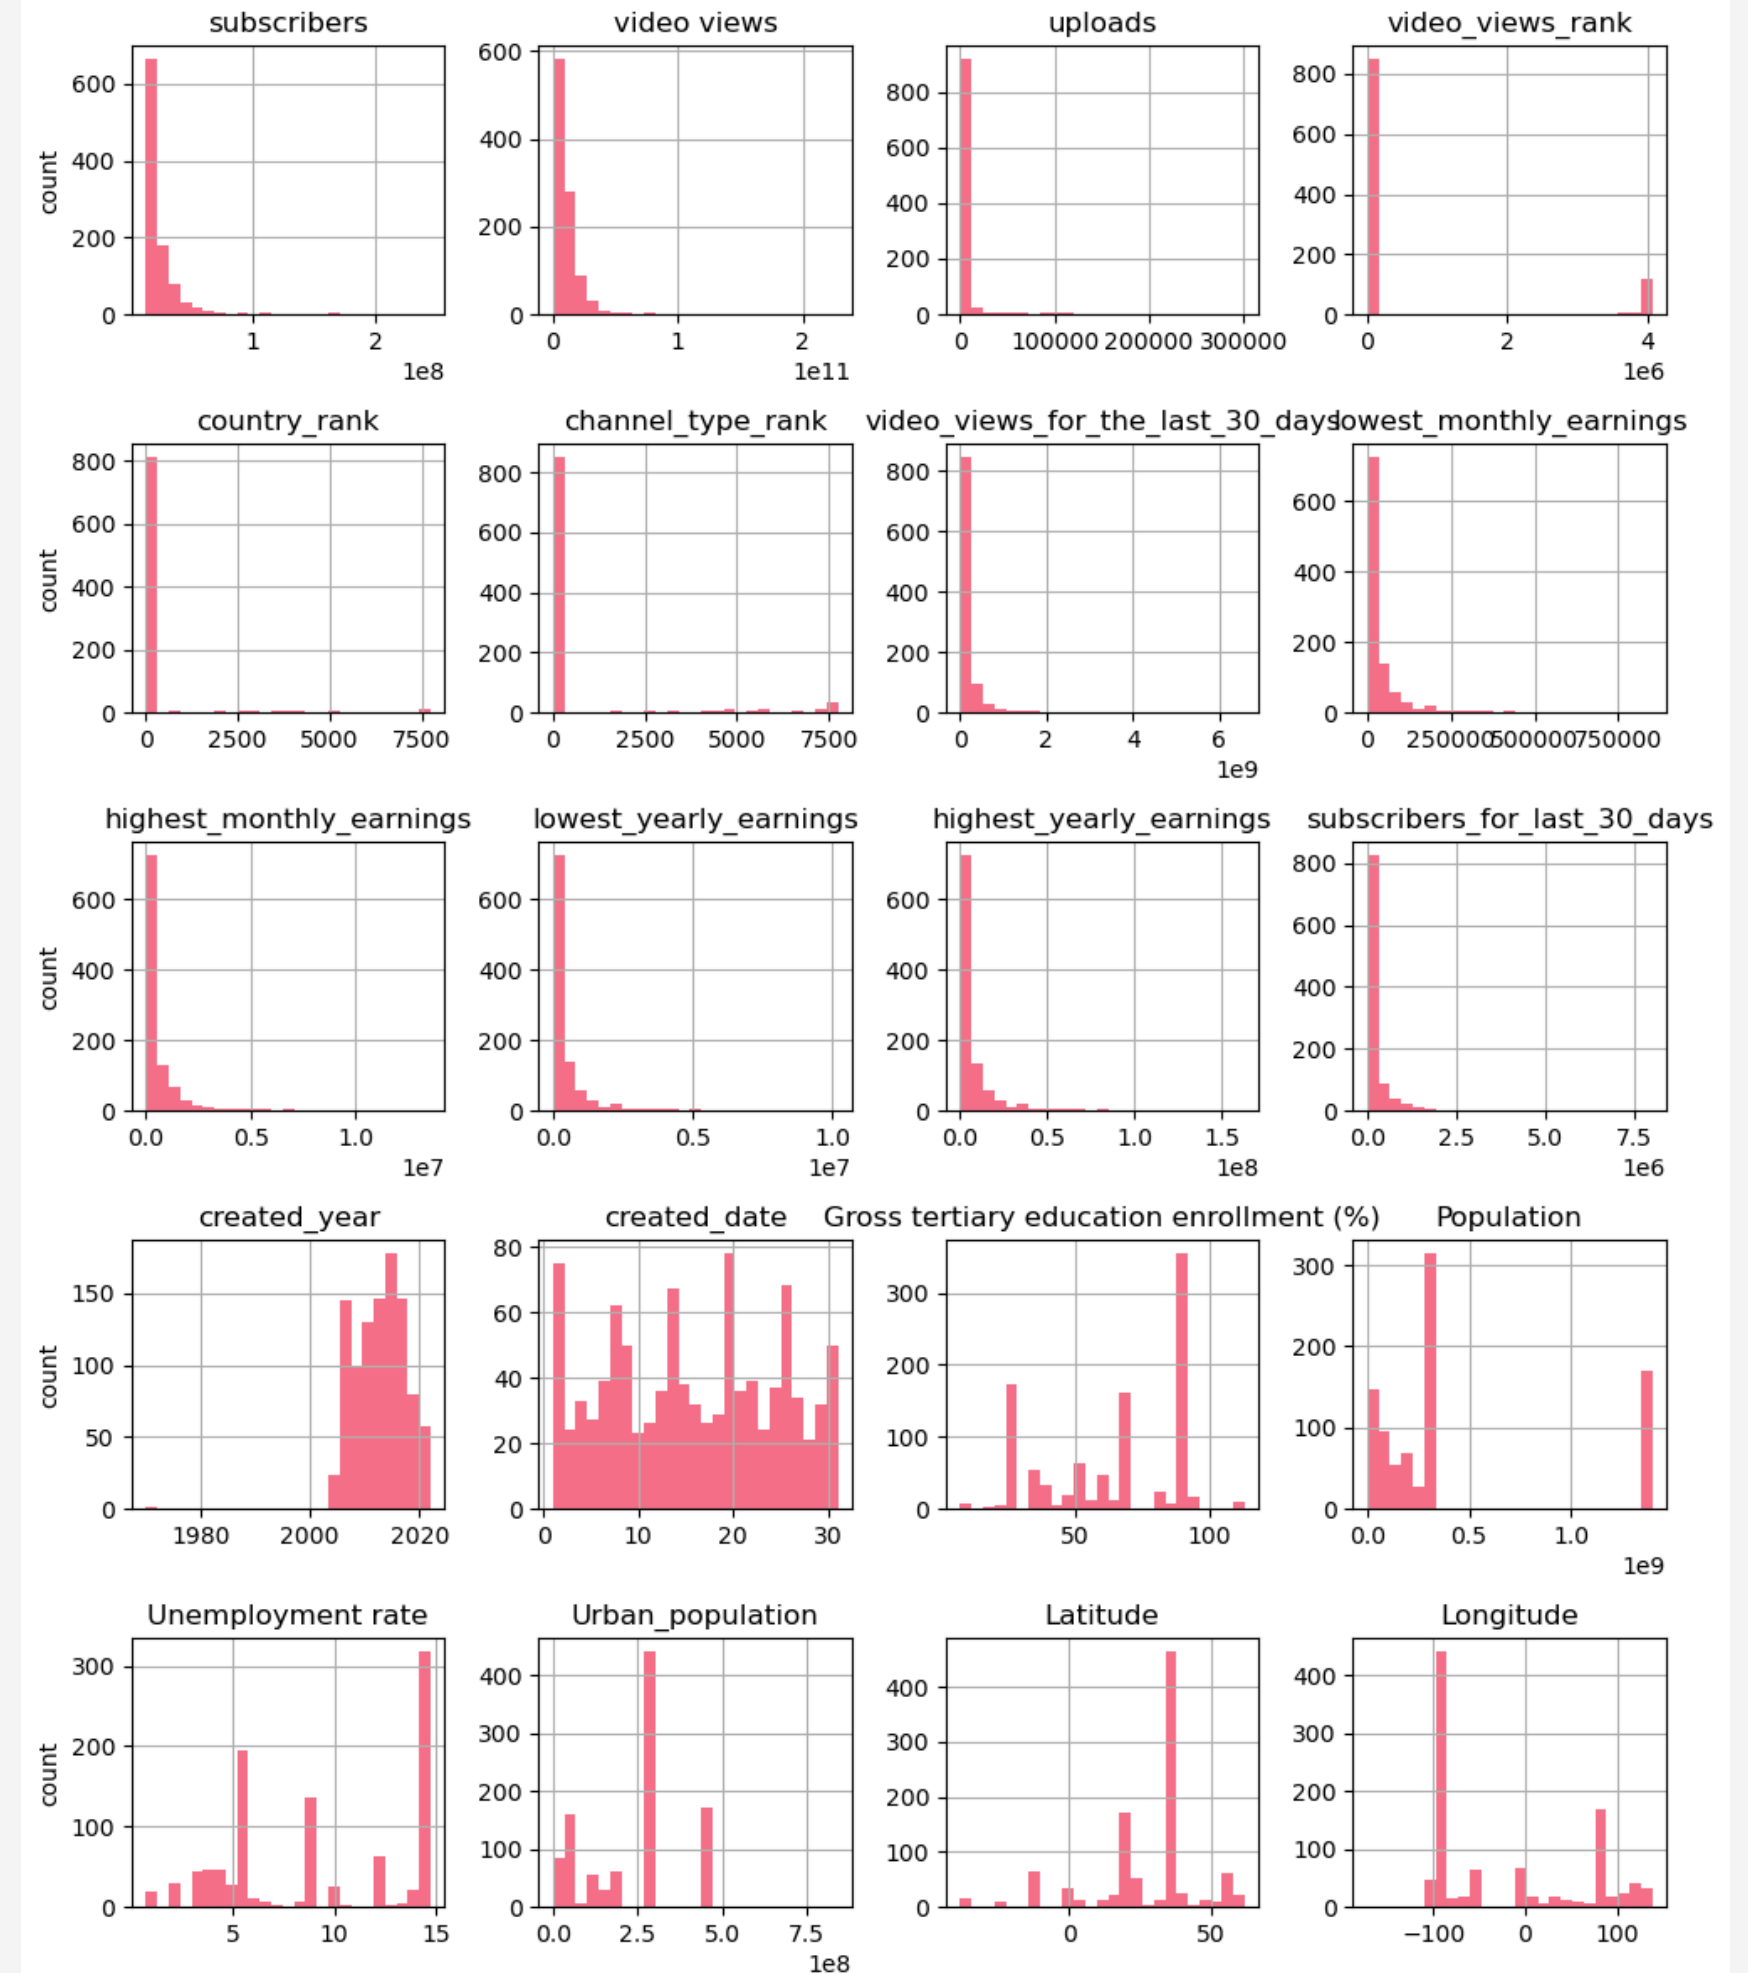 subscribers video views uploads video_views_rank
600 600 800 800
400 400 600 600
200 200 400 400
0 0 200 200
0 0
count
1 2 0 1 2 0 100000 200000 300000 0 2 4
1e8 1e11 1e6
country_rank channel_type_rank video_views_for_the_last_30_days lowest_monthly_earnings
800 800 800 600
600 600 600 400
400 400 400 200
200 200 200 0
0 0 0
count
0 2500 5000 7500 0 2500 5000 7500 0 2 4 6 0 250000 500000 750000
1e9
highest_monthly_earnings lowest_yearly_earnings highest_yearly_earnings subscribers_for_last_30_days
600 600 600 800
400 400 400 600
200 200 200 400
0 0 0 200
0
count
0.0 0.5 1.0 0.0 0.5 1.0 0.0 0.5 1.0 1.5 0.0 2.5 5.0 7.5
1e7 1e7 1e8 1e6
created_year created_date Gross tertiary education enrollment (%) Population
150 80 300 300
100 60 200 200
50 40 100 100
0 20 0 0
0
count
1980 2000 2020 0 10 20 30 50 100 0.0 0.5 1.0
1e9
Unemployment rate Urban_population Latitude Longitude
300 400 400 400
200 300 300 300
100 200 200 200
0 100 100 100
0 0 0
count
5 10 15 0.0 2.5 5.0 7.5 0 50 −100 0 100
1e8